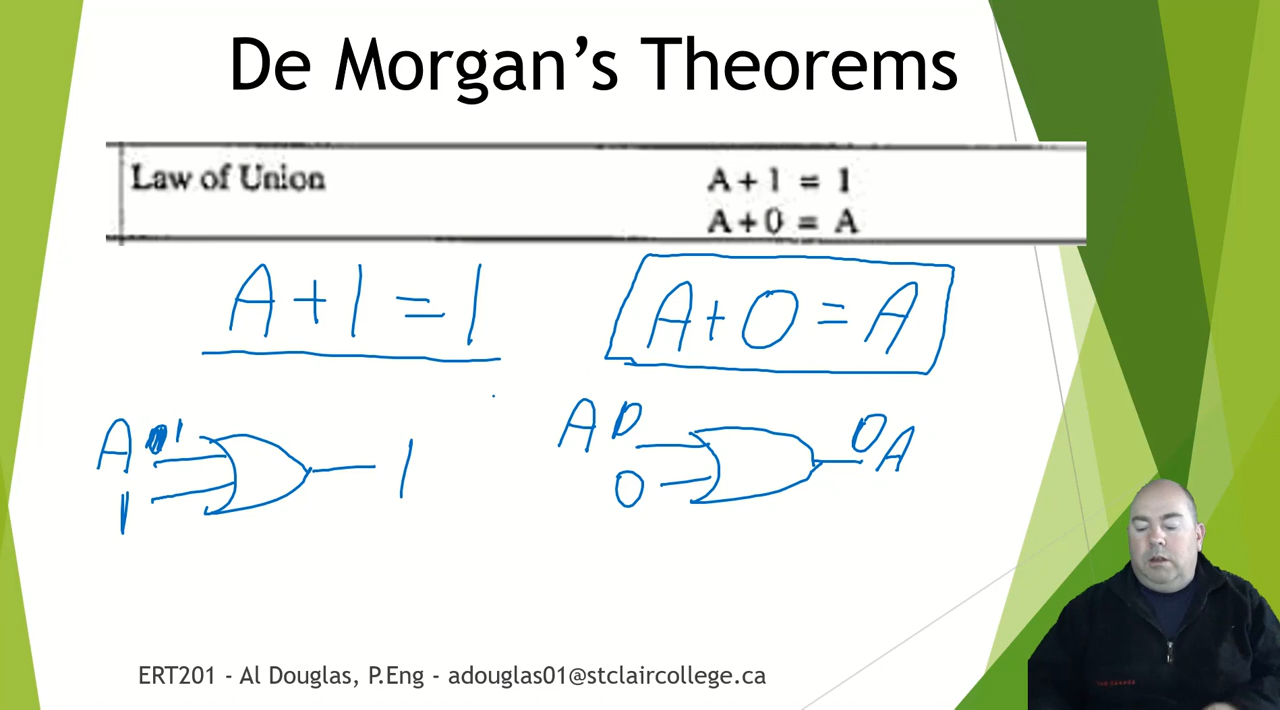 De Morgan's Theorems
Law of Union
A + 1 = 1
A + 0 = A
A + 1 = 1
A + 0 = A
A 1
1
1
A 0
0
0 A
ERT201 - Al Douglas, P.Eng - adouglas01@stclaircollege.ca